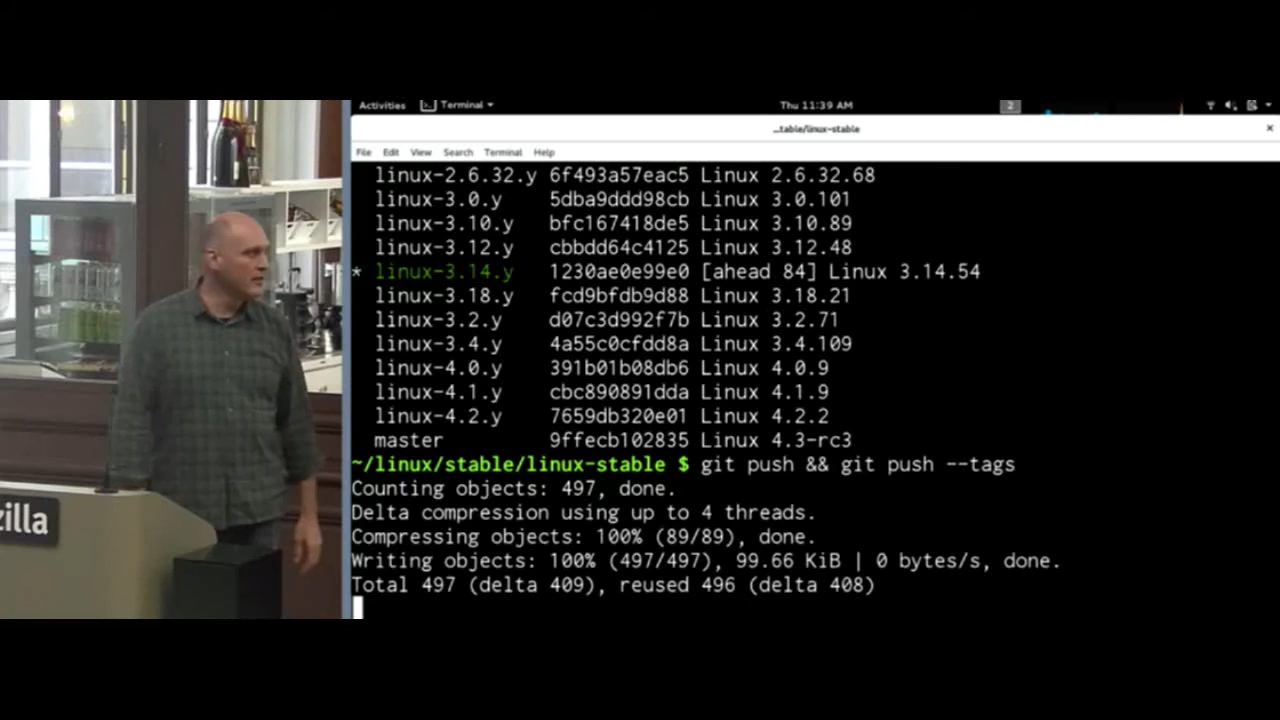 Activities Terminal Thu 11:39 AM 2
…table/linux-stable
File Edit View Search Terminal Help
linux-2.6.32.y 6f493a57eac5 Linux 2.6.32.68
linux-3.0.y 5dba9ddd98cb Linux 3.0.101
linux-3.10.y bfc167418de5 Linux 3.10.89
linux-3.12.y cbbdd64c4125 Linux 3.12.48
* linux-3.14.y 1230ae0e99e0 [ahead 84] Linux 3.14.54
linux-3.18.y fcd9bfdb9d88 Linux 3.18.21
linux-3.2.y d07c3d992f7b Linux 3.2.71
linux-3.4.y 4a55c0cfdd8a Linux 3.4.109
linux-4.0.y 391b01b08db6 Linux 4.0.9
linux-4.1.y cbc890891dda Linux 4.1.9
linux-4.2.y 7659db320e01 Linux 4.2.2
master 9ffecb102835 Linux 4.3-rc3
~/linux/stable/linux-stable $ git push && git push --tags
Counting objects: 497, done.
Delta compression using up to 4 threads.
Compressing objects: 100% (89/89), done.
Writing objects: 100% (497/497), 99.66 KiB | 0 bytes/s, done.
Total 497 (delta 409), reused 496 (delta 408)
zilla